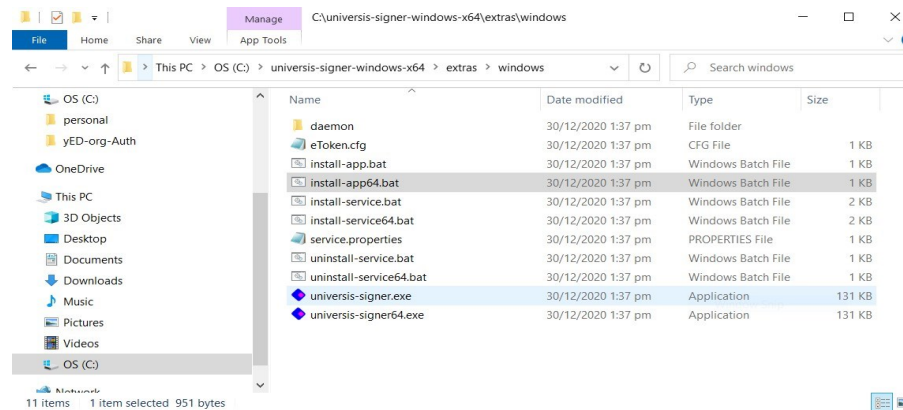 Manage C:\universis-signer-windows-x64\extras\windows
File Home Share View App Tools
This PC > OS (C:) > universis-signer-windows-x64 > extras > windows Search windows
OS (C:)
personal
yED-org-Auth
OneDrive
This PC
3D Objects
Desktop
Documents
Downloads
Music
Pictures
Videos
OS (C:)
Network
Name Date modified Type Size
daemon 30/12/2020 1:37 pm File folder
eToken.cfg 30/12/2020 1:37 pm CFG File 1 KB
install-app.bat 30/12/2020 1:37 pm Windows Batch File 1 KB
install-app64.bat 30/12/2020 1:37 pm Windows Batch File 1 KB
install-service.bat 30/12/2020 1:37 pm Windows Batch File 2 KB
install-service64.bat 30/12/2020 1:37 pm Windows Batch File 2 KB
service.properties 30/12/2020 1:37 pm PROPERTIES File 1 KB
uninstall-service.bat 30/12/2020 1:37 pm Windows Batch File 1 KB
uninstall-service64.bat 30/12/2020 1:37 pm Windows Batch File 1 KB
universis-signer.exe 30/12/2020 1:37 pm Application 131 KB
universis-signer64.exe 30/12/2020 1:37 pm Application 131 KB
11 items 1 item selected 951 bytes